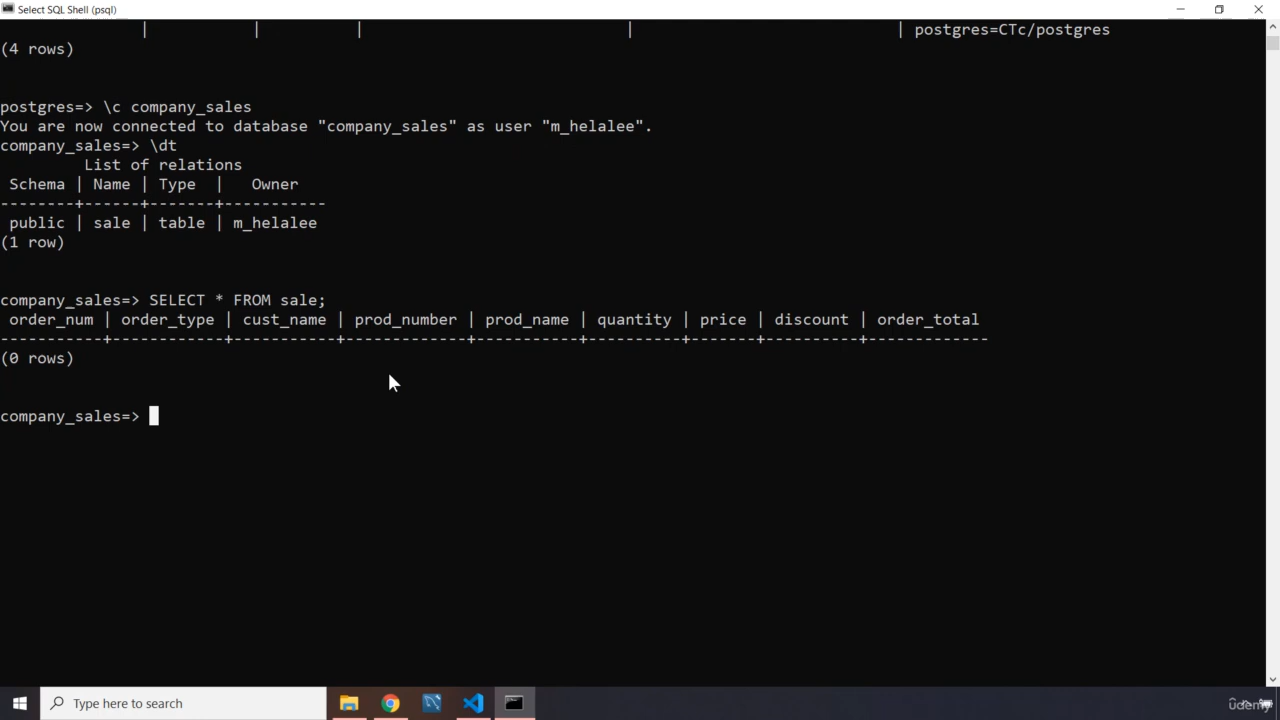 Select SQL Shell (psql)
| | | | | postgres=CTc/postgres
(4 rows)
postgres=> \c company_sales
You are now connected to database "company_sales" as user "m_helalee".
company_sales=> \dt
List of relations
Schema | Name | Type | Owner
--------+------+-------+-----------
public | sale | table | m_helalee
(1 row)
company_sales=> SELECT * FROM sale;
order_num | order_type | cust_name | prod_number | prod_name | quantity | price | discount | order_total
-----------+------------+-----------+-------------+-----------+----------+-------+----------+-------------
(0 rows)
company_sales=>
Type here to search
udemy